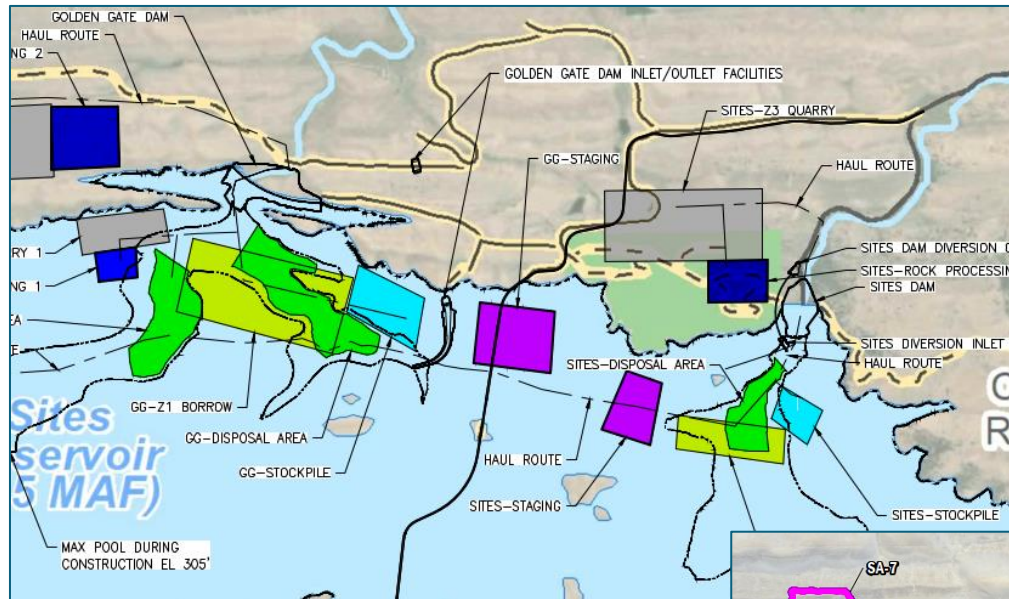 GOLDEN GATE DAM
HAUL ROUTE
NG 2
GOLDEN GATE DAM INLET/OUTLET FACILITIES
SITES-Z3 QUARRY
GG-STAGING
HAUL ROUTE
RY 1
NG 1
SITES DAM DIVERSION
SITES-ROCK PROCESSIN
SITES DAM
EA
SITES DIVERSION INLET
HAUL ROUTE
SITES-DISPOSAL AREA
TE
GG-Z1 BORROW
Sites
servoir
5 MAF)
GG-DISPOSAL AREA
GG-STOCKPILE
HAUL ROUTE
SITES-STAGING
SITES-STOCKPILE
R
MAX POOL DURING
CONSTRUCTION EL 305'
SA-7